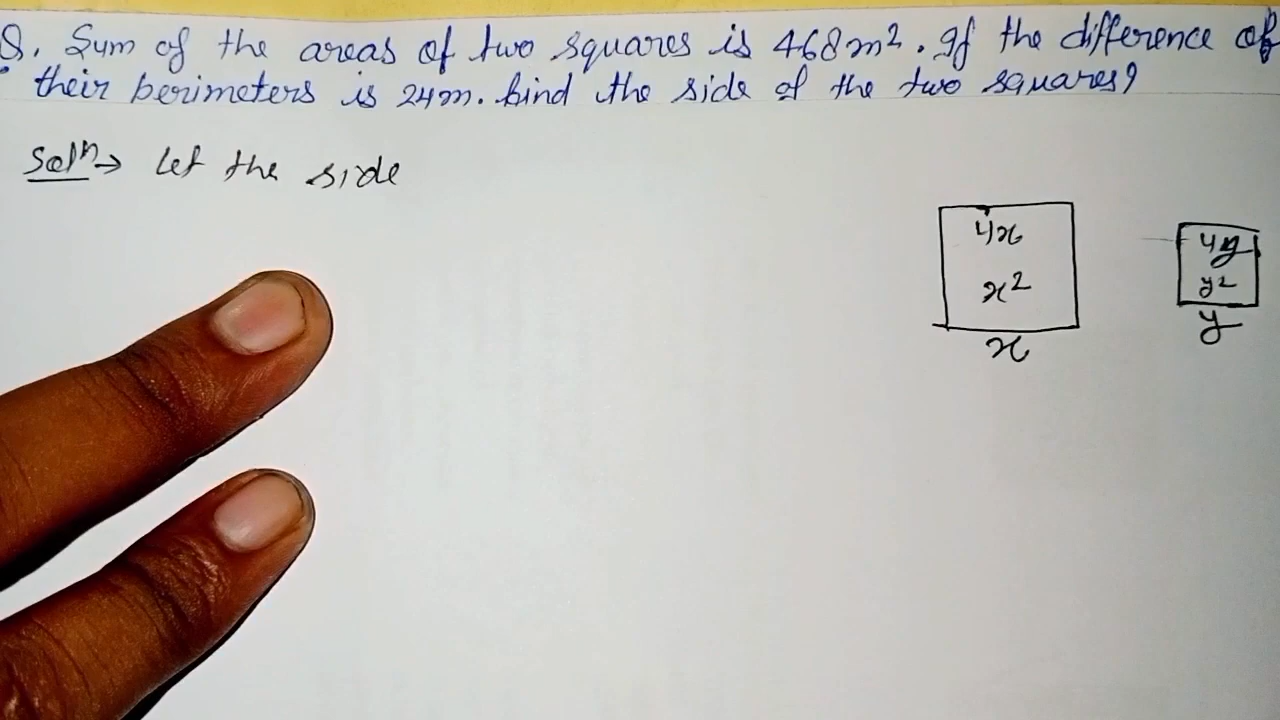 Q. Sum of the areas of two squares is 468m². If the difference of
their perimeters is 24m. find the side of the two squares?
Solⁿ→ Let the side
4x
x²
x
4y
y²
y